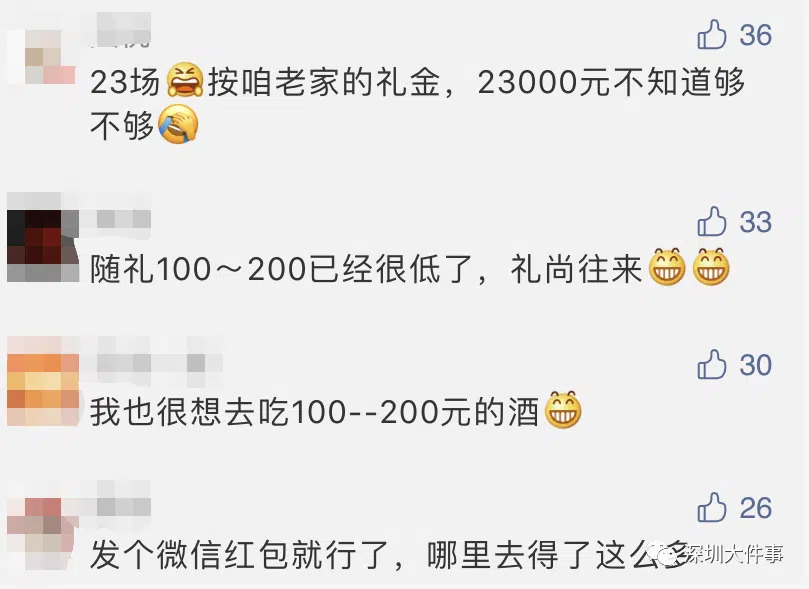 36
23场😆按咱老家的礼金，23000元不知道够
不够🤦
33
随礼100～200已经很低了，礼尚往来😁😁
30
我也很想去吃100--200元的酒😁
26
发个微信红包就行了，哪里去得了这么多
深圳大件事